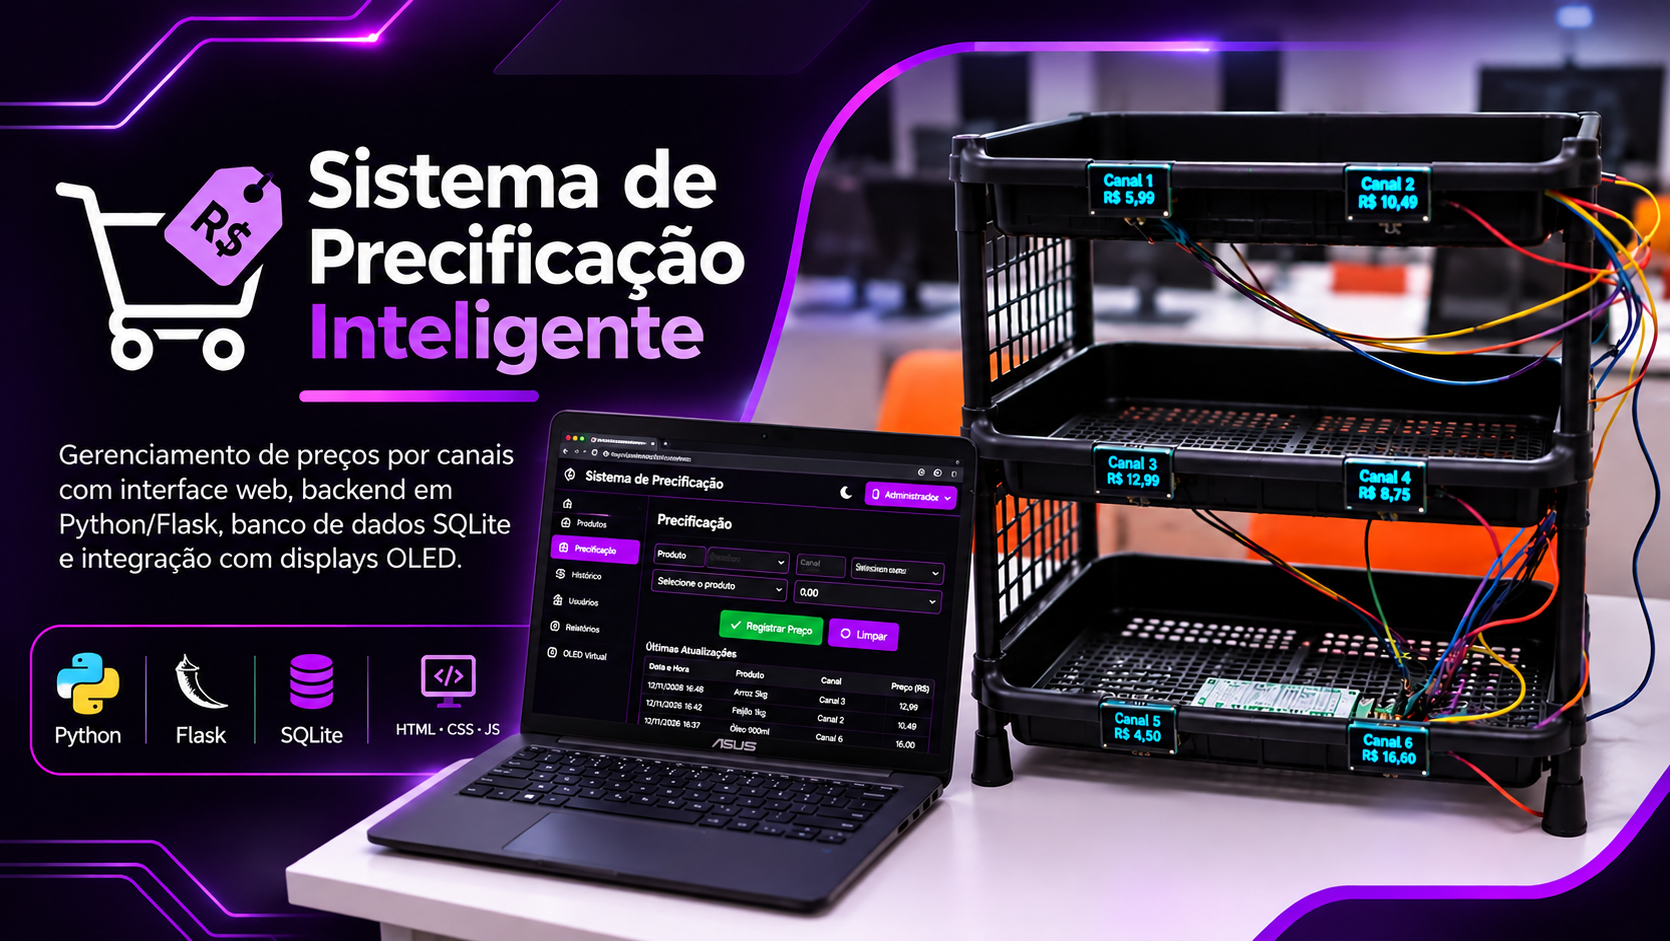 Sistema de
Precificação
Inteligente
R$
Gerenciamento de preços por canais
com interface web, backend em
Python/Flask, banco de dados SQLite
e integração com displays OLED.
Python
Flask
SQLite
HTML • CSS • JS
Sistema de Precificação
Administrador
Produtos
Precificação
Histórico
Usuários
Relatórios
OLED Virtual
Precificação
Produto
Canal
Selecione o produto
0,00
Registrar Preço
Limpar
Últimas Atualizações
Data e Hora Produto Canal Preço (R$)
16:48 Arroz 5kg Canal 3 12,99
12/11/2026 16:42 Feijão 1kg Canal 2 10,49
12/11/2026 16:37 Óleo 900ml Canal 6 16,00
ASUS
Canal 1
R$ 5,99
Canal 2
R$ 10,49
Canal 3
R$ 12,99
Canal 4
R$ 8,75
Canal 5
R$ 4,50
Canal 6
R$ 16,60